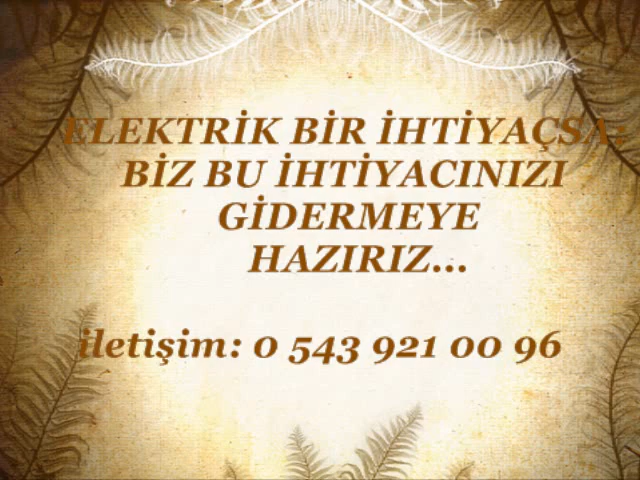 ELEKTRİK BİR İHTİYAÇSA;
BİZ BU İHTİYACINIZI
GİDERMEYE
HAZIRIZ...
iletişim: 0 543 921 00 96